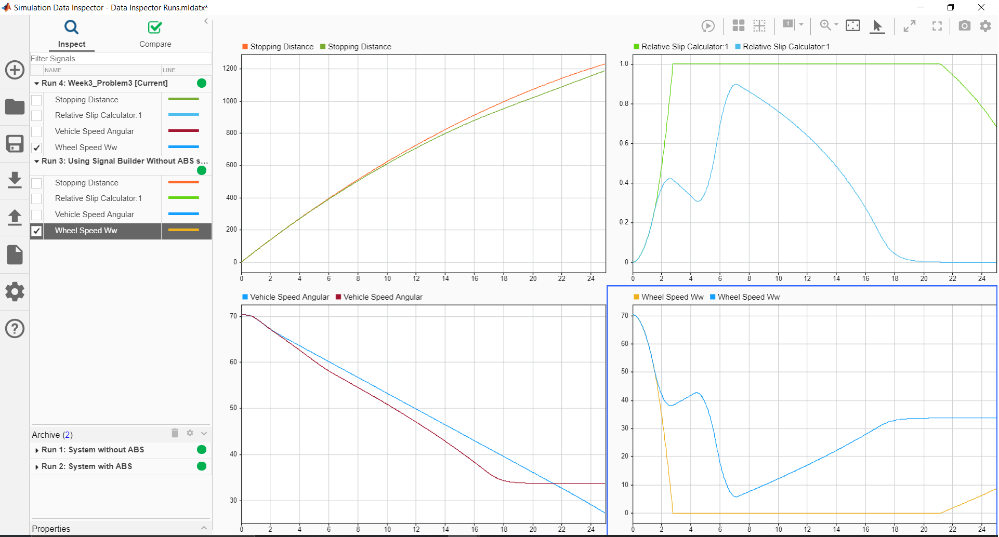 Simulation Data Inspector - Data Inspector Runs.mldatx*
Inspect
Compare
Filter Signals
NAME LINE
Run 4: Week3_Problem3 [Current]
Stopping Distance
Relative Slip Calculator:1
Vehicle Speed Angular
Wheel Speed Ww
Run 3: Using Signal Builder Without ABS s...
Stopping Distance
Relative Slip Calculator:1
Vehicle Speed Angular
Wheel Speed Ww
Archive (2)
Run 1: System without ABS
Run 2: System with ABS
Properties
1
Stopping Distance Stopping Distance
1200
1000
800
600
400
200
0
0 2 4 6 8 10 12 14 16 18 20 22 24
Relative Slip Calculator:1 Relative Slip Calculator:1
1.0
0.8
0.6
0.4
0.2
0
0 2 4 6 8 10 12 14 16 18 20 22 24
Vehicle Speed Angular Vehicle Speed Angular
70
60
50
40
30
0 2 4 6 8 10 12 14 16 18 20 22 24
Wheel Speed Ww Wheel Speed Ww
70
60
50
40
30
20
10
0
0 2 4 6 8 10 12 14 16 18 20 22 24